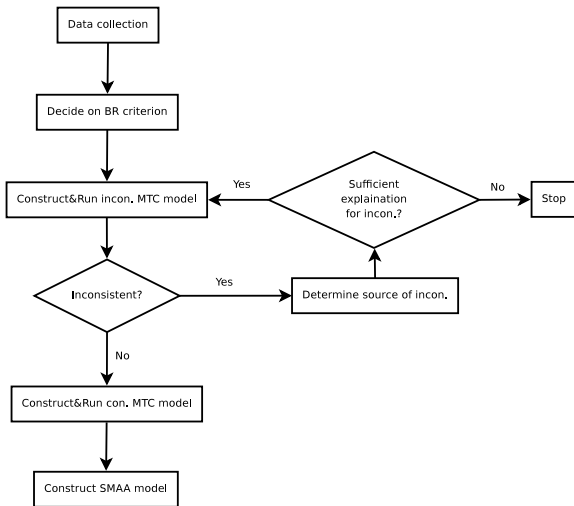 Data collection
Decide on BR criterion
Construct&Run incon. MTC model
Yes
Sufficient
explaination
for incon.?
No
Stop
Inconsistent?
Yes
Determine source of incon.
No
Construct&Run con. MTC model
Construct SMAA model